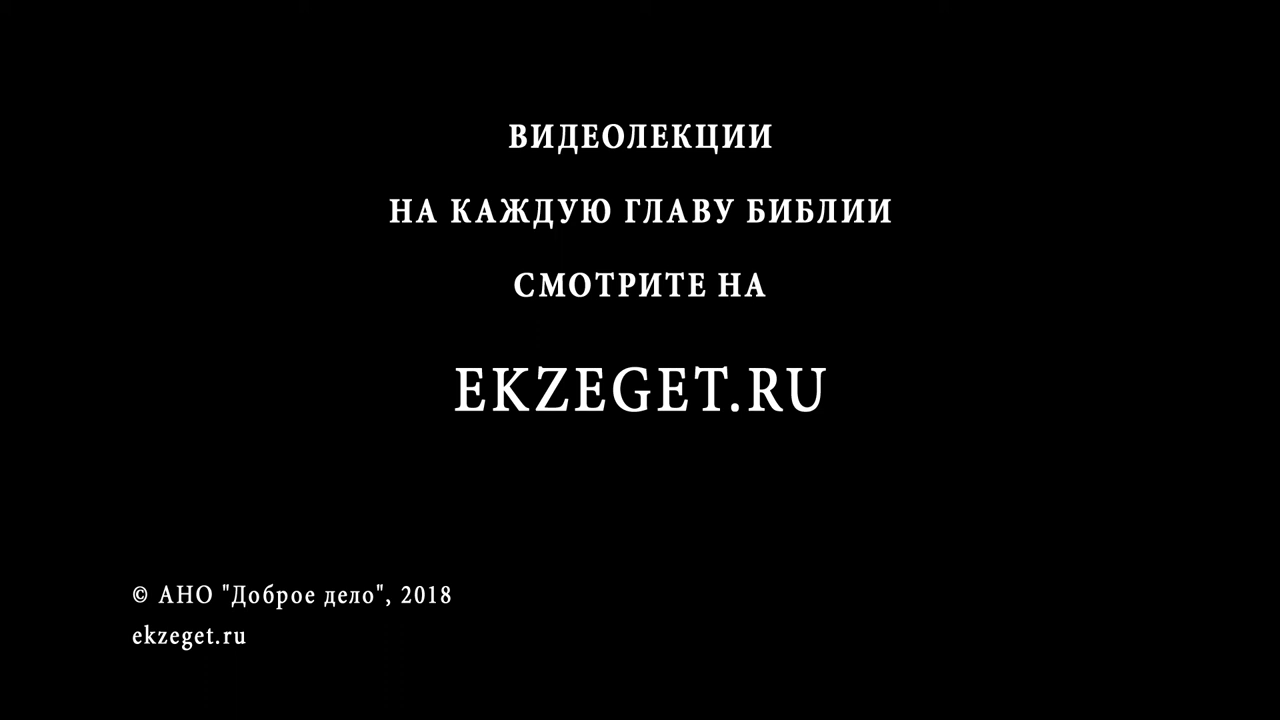 ВИДЕОЛЕКЦИИ
НА КАЖДУЮ ГЛАВУ БИБЛИИ
СМОТРИТЕ НА
EKZEGET.RU
© АНО "Доброе дело", 2018
ekzeget.ru